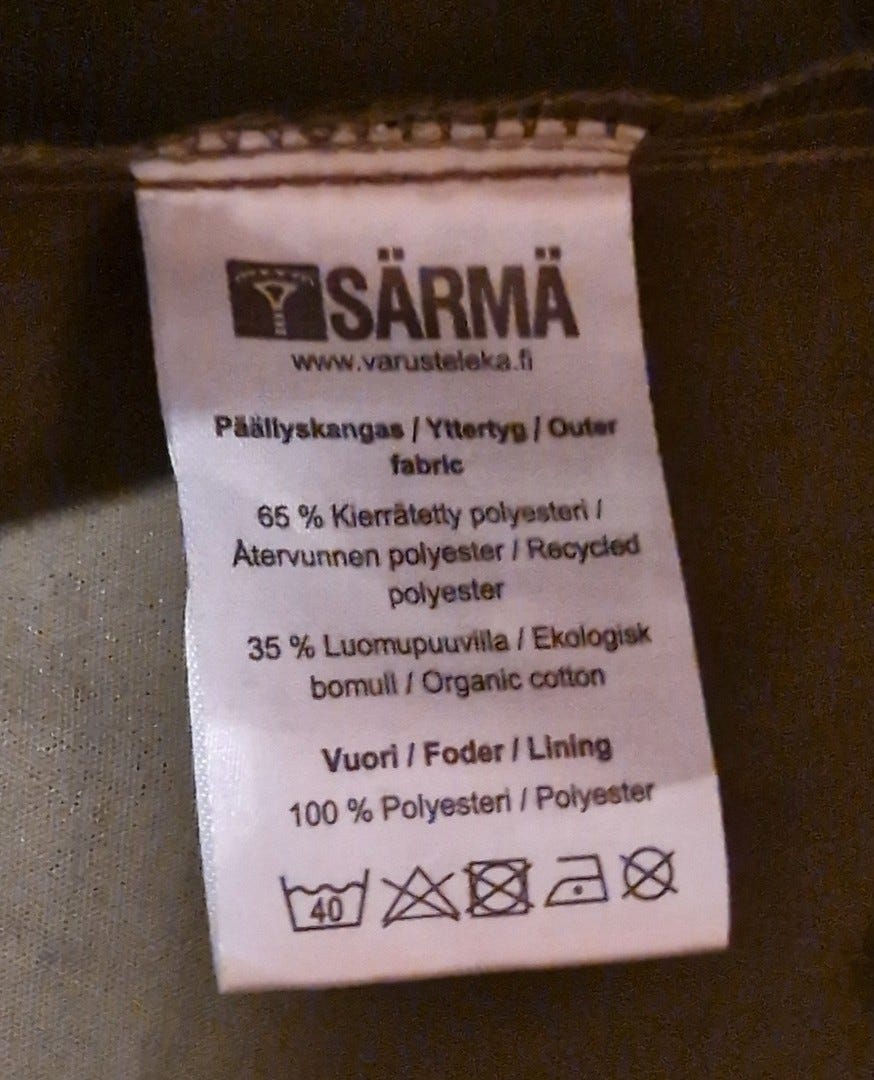 SÄRMÄ
www.varusteleka.fi
Päällyskangas / Yttertyg / Outer
fabric
65 % Kierrätetty polyesteri /
Återvunnen polyester / Recycled
polyester
35 % Luomupuuvilla / Ekologisk
bomull / Organic cotton
Vuori / Foder / Lining
100 % Polyesteri / Polyester
40